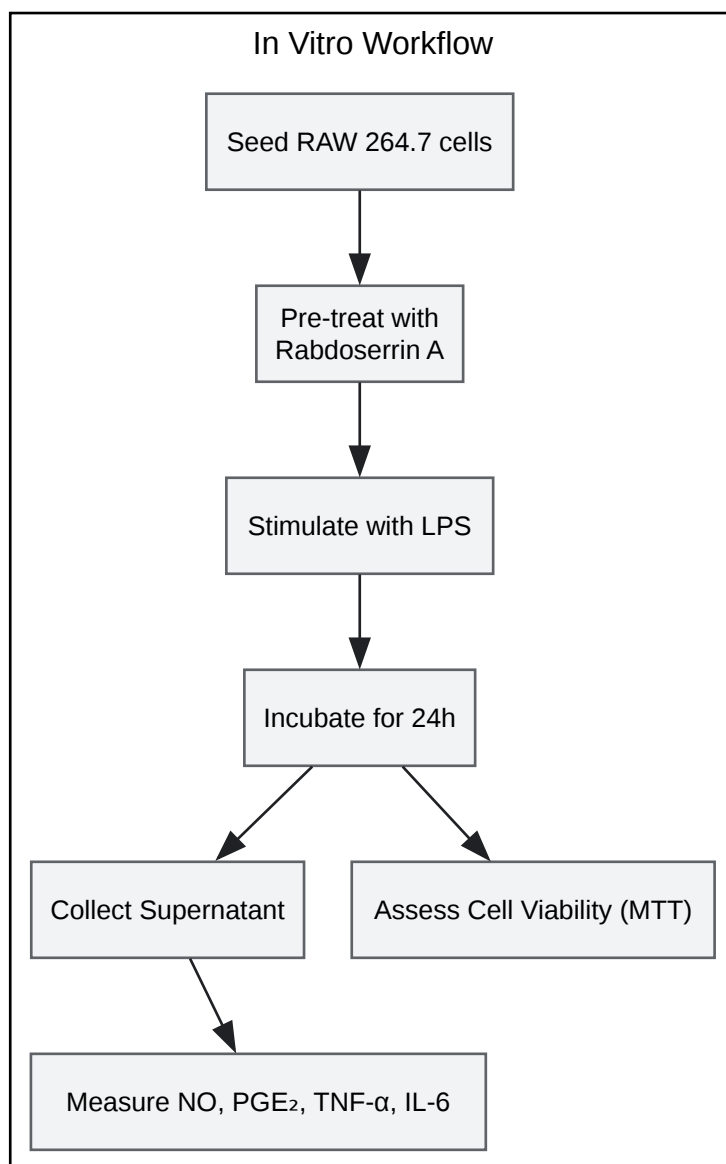 In Vitro Workflow
Seed RAW 264.7 cells
Pre-treat with
Rabdoserrin A
Stimulate with LPS
Incubate for 24h
Collect Supernatant
Assess Cell Viability (MTT)
Measure NO, PGE₂, TNF-α, IL-6